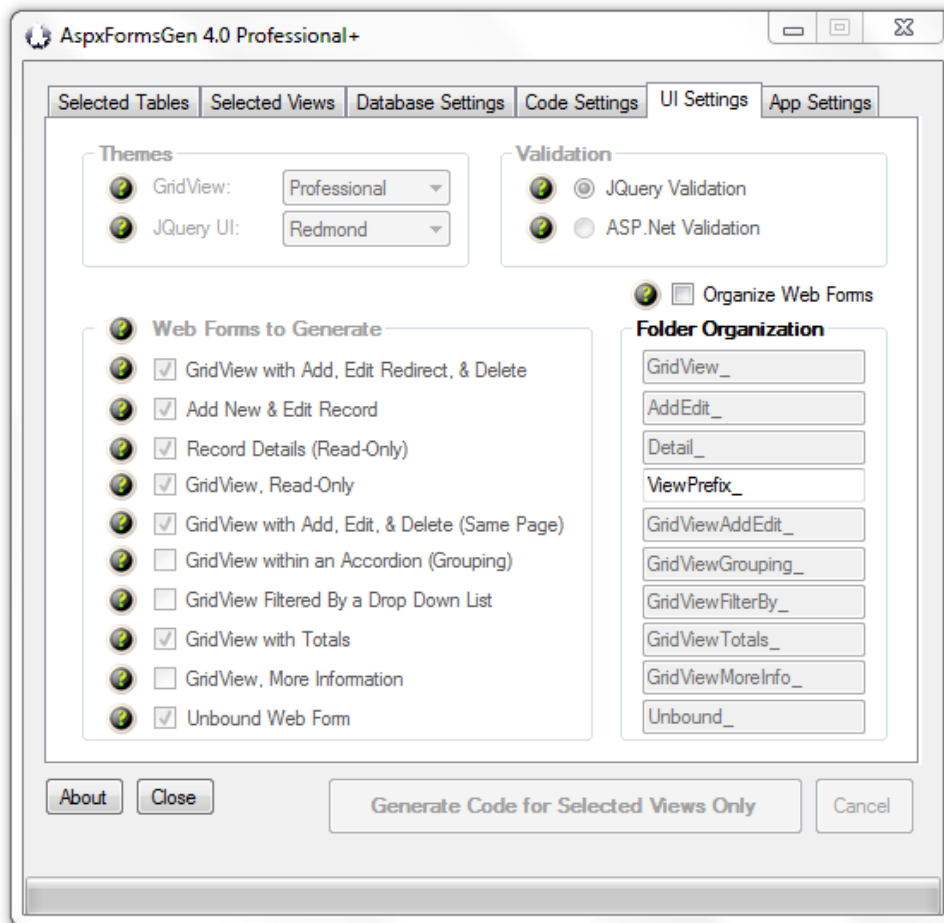 AspxFormsGen 4.0 Professional+
Selected Tables Selected Views Database Settings Code Settings UI Settings App Settings
Themes
GridView: Professional
JQuery UI: Redmond
Validation
JQuery Validation
ASP.Net Validation
Organize Web Forms
Web Forms to Generate
GridView with Add, Edit Redirect, & Delete
Add New & Edit Record
Record Details (Read-Only)
GridView, Read-Only
GridView with Add, Edit, & Delete (Same Page)
GridView within an Accordion (Grouping)
GridView Filtered By a Drop Down List
GridView with Totals
GridView, More Information
Unbound Web Form
Folder Organization
GridView_
AddEdit_
Detail_
ViewPrefix_
GridViewAddEdit_
GridViewGrouping_
GridViewFilterBy_
GridViewTotals_
GridViewMoreInfo_
Unbound_
About Close Generate Code for Selected Views Only Cancel